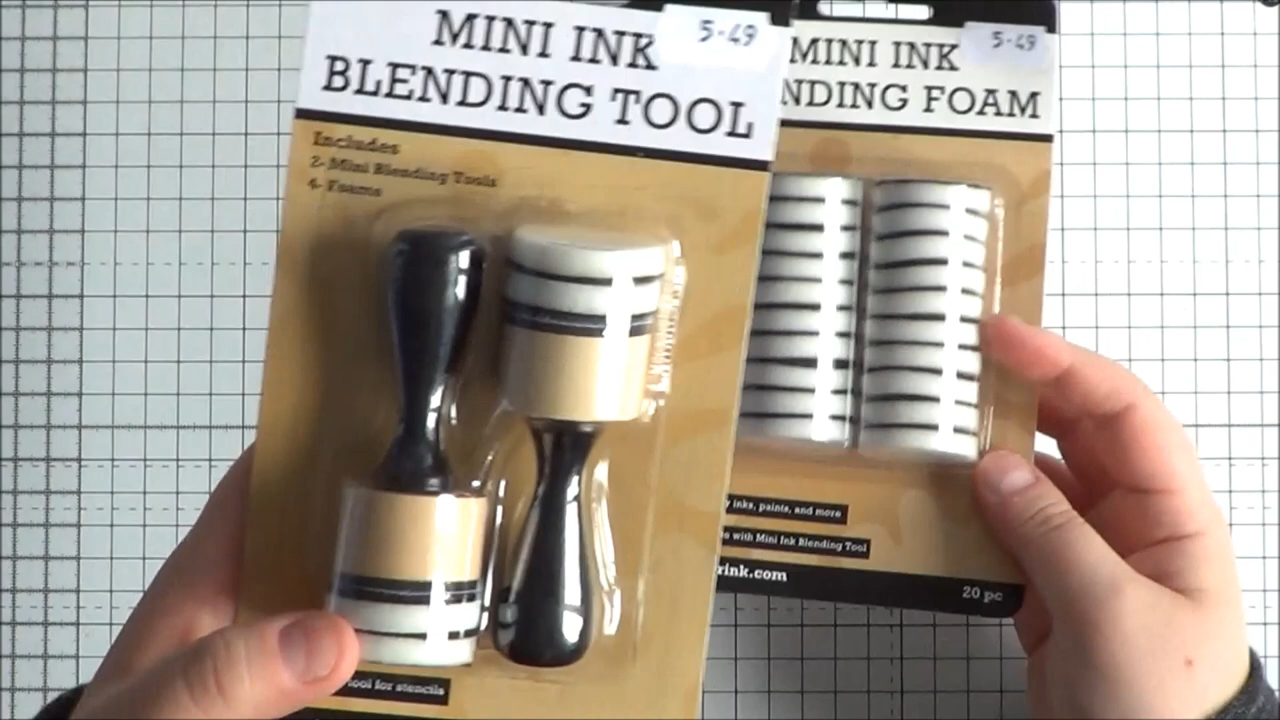 MINI INK
BLENDING TOOL
5-49
Includes
2- Mini Blending Tools
4- Foams
tool for stencils
MINI INK
NDING FOAM
5-49
inks, paints, and more
with Mini Ink Blending Tool
rink.com
20 pc